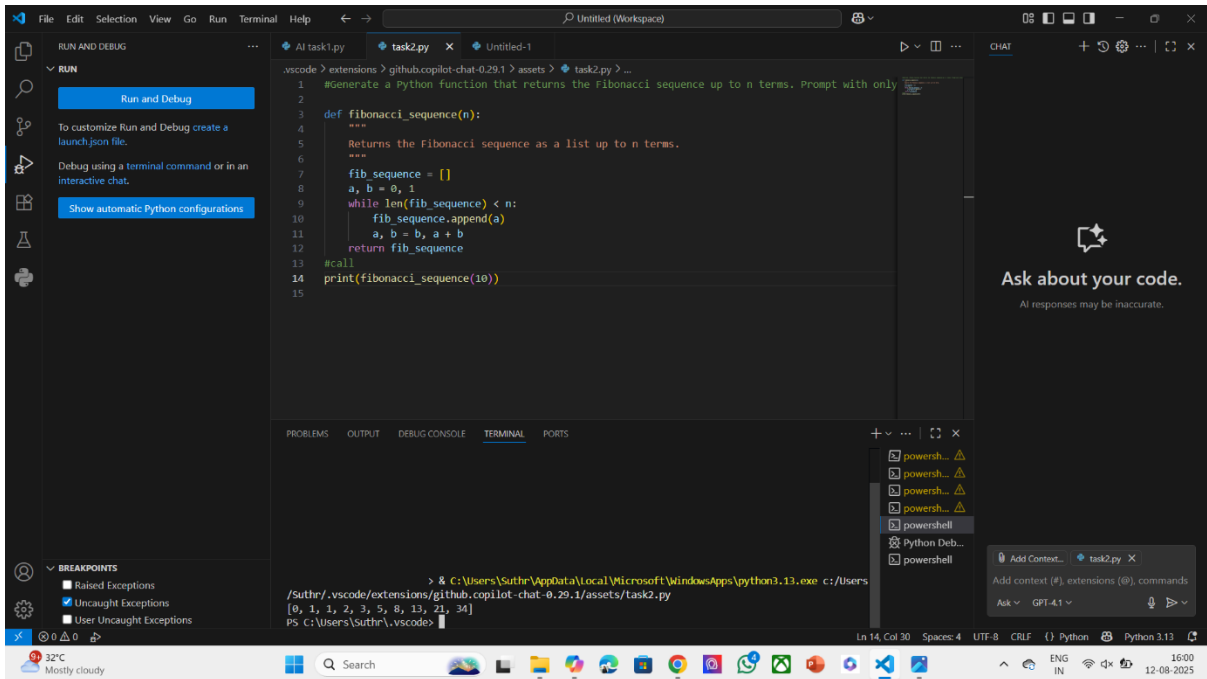 File Edit Selection View Go Run Terminal Help
Untitled (Workspace)
RUN AND DEBUG
RUN
Run and Debug
To customize Run and Debug create a
launch.json file.
Debug using a terminal command or in an
interactive chat.
Show automatic Python configurations
BREAKPOINTS
Raised Exceptions
Uncaught Exceptions
User Uncaught Exceptions
AI task1.py task2.py Untitled-1
.vscode > extensions > github.copilot-chat-0.29.1 > assets > task2.py > ...
1 #Generate a Python function that returns the Fibonacci sequence up to n terms. Prompt with only
2
3 def fibonacci_sequence(n):
4 """
5 Returns the Fibonacci sequence as a list up to n terms.
6 """
7 fib_sequence = []
8 a, b = 0, 1
9 while len(fib_sequence) < n:
10 fib_sequence.append(a)
11 a, b = b, a + b
12 return fib_sequence
13 #call
14 print(fibonacci_sequence(10))
15
PROBLEMS OUTPUT DEBUG CONSOLE TERMINAL PORTS
> & C:\Users\Suthr\AppData\Local\Microsoft\WindowsApps\python3.13.exe c:/Users
/Suthr/.vscode/extensions/github.copilot-chat-0.29.1/assets/task2.py
[0, 1, 1, 2, 3, 5, 8, 13, 21, 34]
PS C:\Users\Suthr\.vscode>
powersh...
powersh...
powersh...
powersh...
powershell
Python Deb...
powershell
CHAT
Ask about your code.
AI responses may be inaccurate.
Add Context... task2.py
Add context (#), extensions (@), commands
Ask GPT-4.1
0 0 Ln 14, Col 30 Spaces: 4 UTF-8 CRLF {} Python Python 3.13
32°C
Mostly cloudy
Search
ENG
IN
16:00
12-08-2025